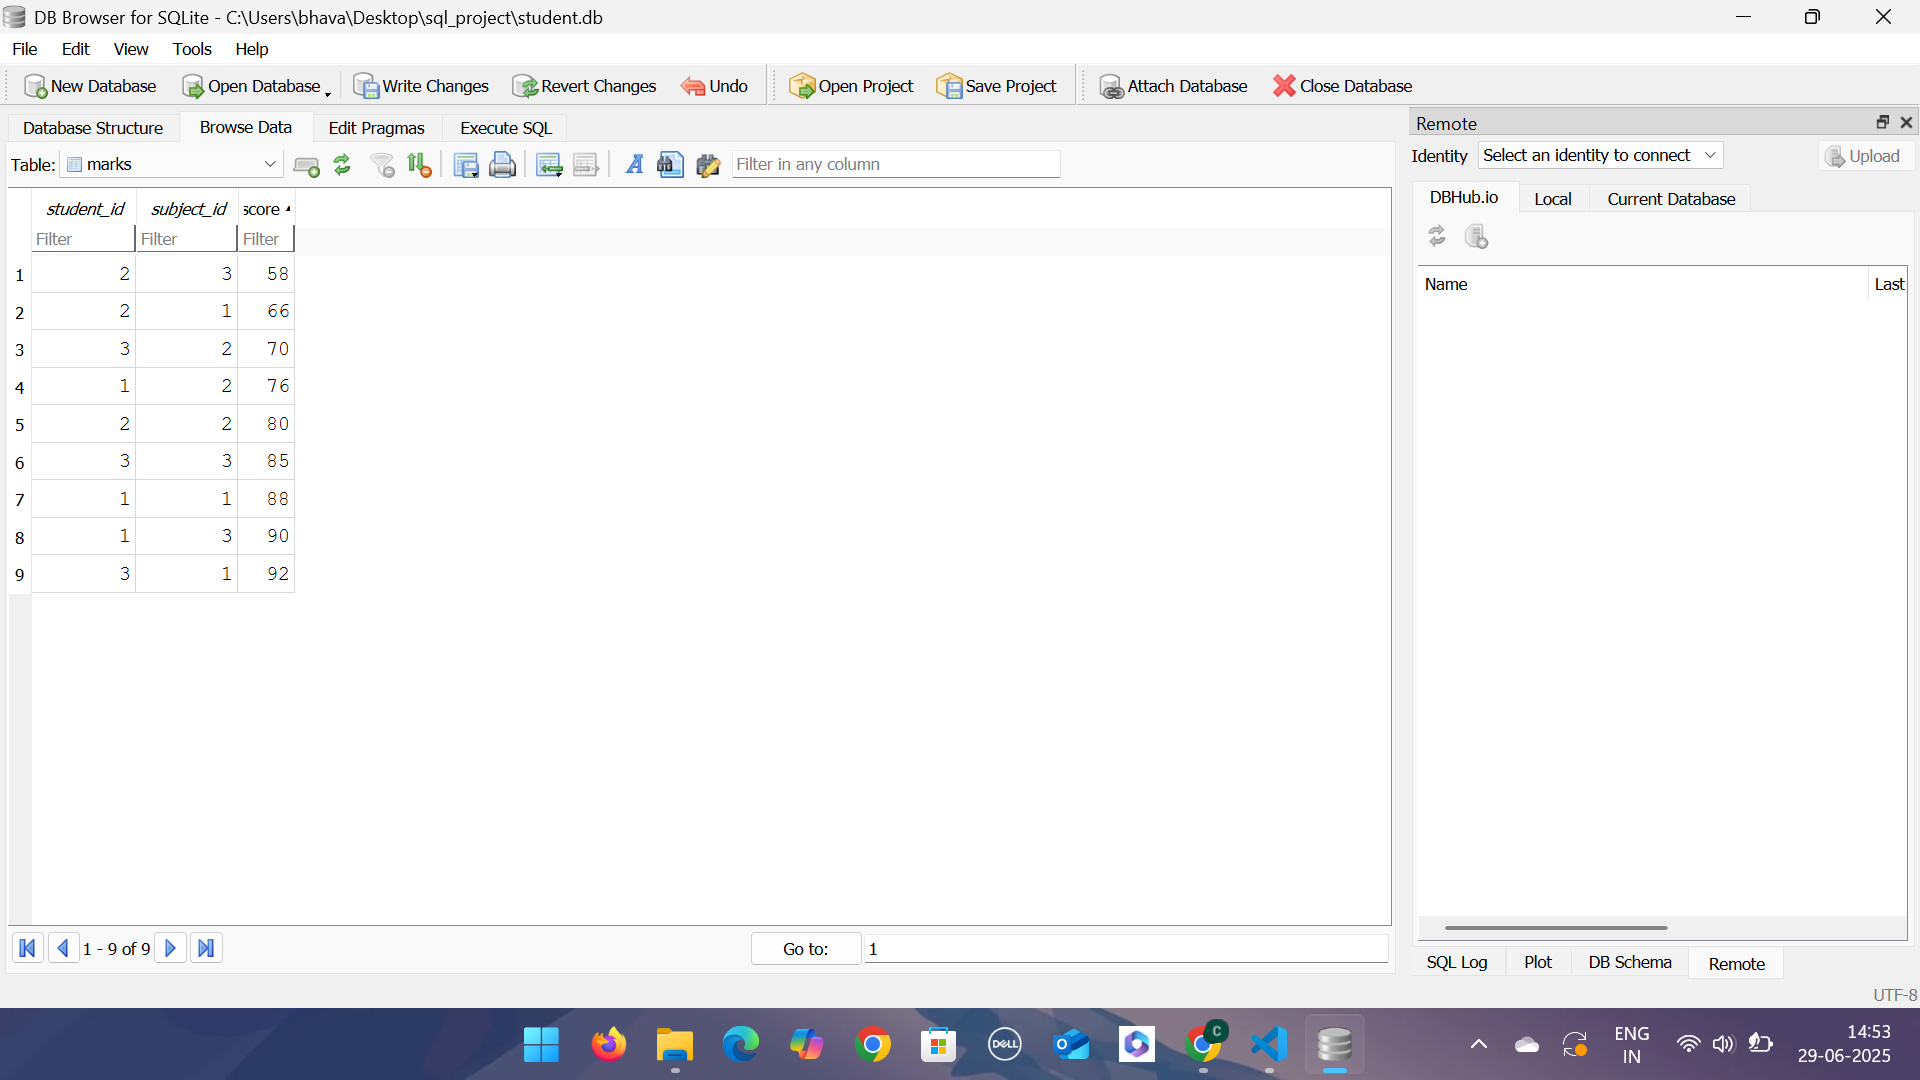 DB Browser for SQLite - C:\Users\bhava\Desktop\sql_project\student.db
File Edit View Tools Help
New Database Open Database Write Changes Revert Changes Undo Open Project Save Project Attach Database Close Database
Database Structure Browse Data Edit Pragmas Execute SQL
Table: marks Filter in any column
student_id subject_id score
Filter Filter Filter
1 2 3 58
2 2 1 66
3 3 2 70
4 1 2 76
5 2 2 80
6 3 3 85
7 1 1 88
8 1 3 90
9 3 1 92
1 - 9 of 9 Go to: 1
Remote
Identity Select an identity to connect Upload
DBHub.io Local Current Database
Name Last
SQL Log Plot DB Schema Remote
UTF-8
DELL
C
ENG
IN
14:53
29-06-2025